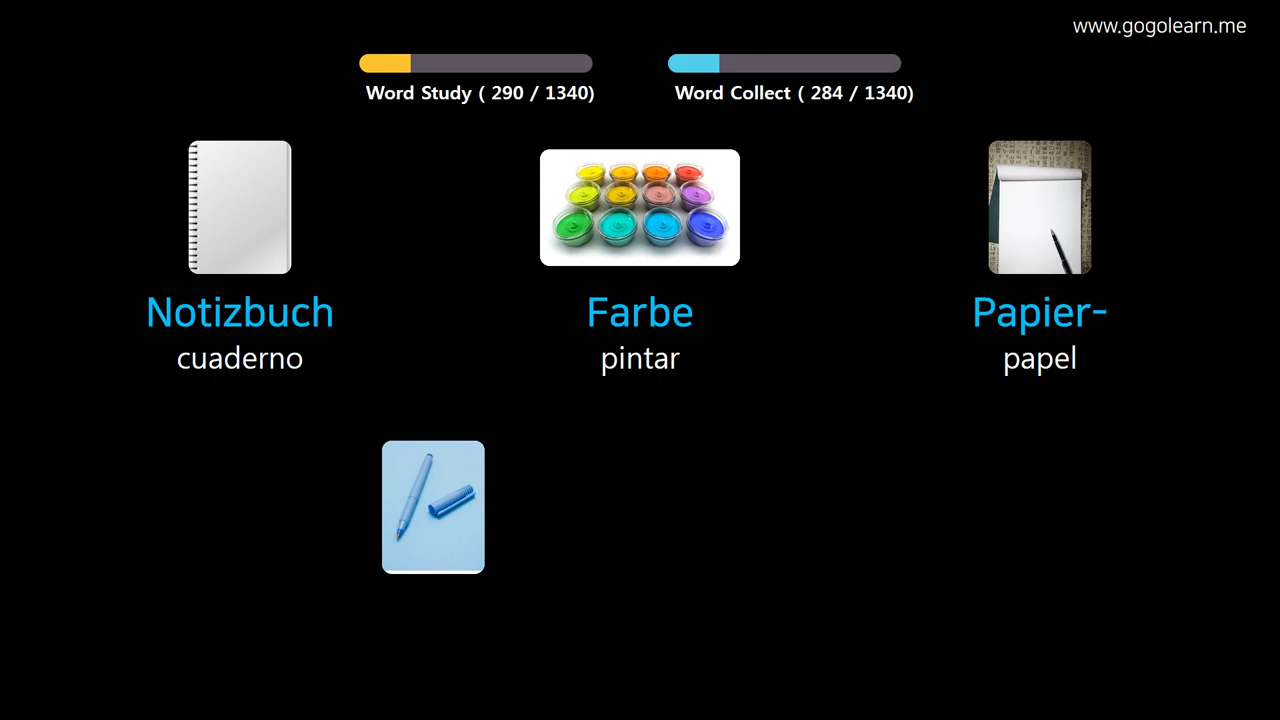 www.gogolearn.me
Word Study ( 290 / 1340)
Word Collect ( 284 / 1340)
Notizbuch
cuaderno
Farbe
pintar
Papier-
papel